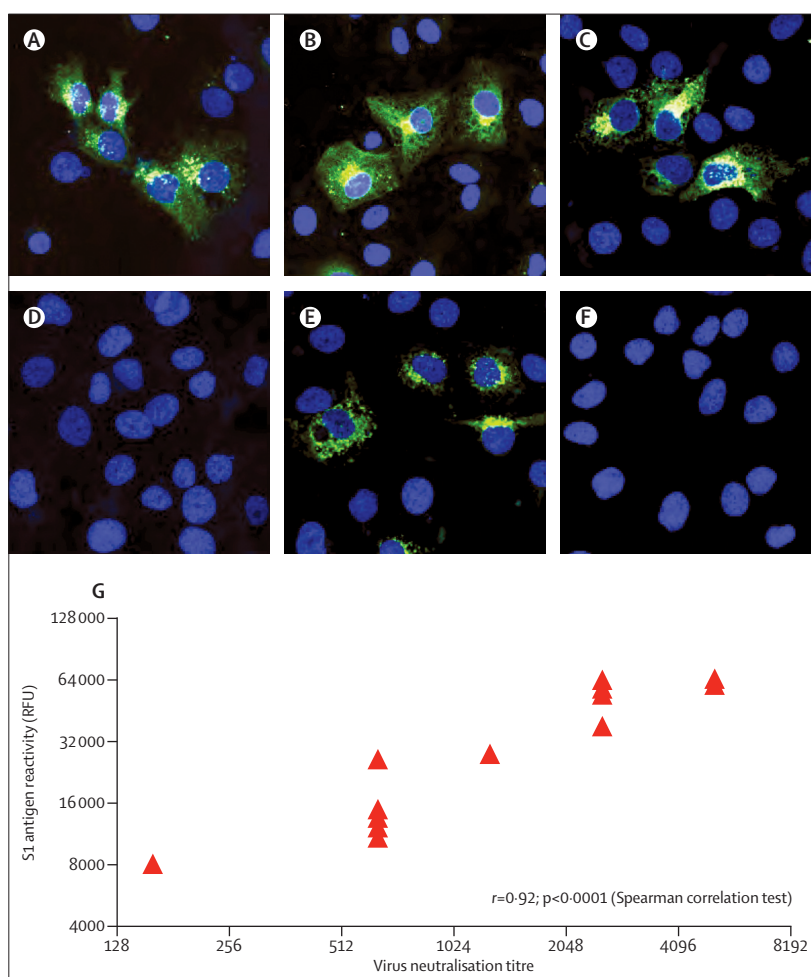 A
B
C
D
E
F
G
128 000
64 000
32 000
16 000
8000
4000
S1 antigen reactivity (RFU)
r=0·92; p<0·0001 (Spearman correlation test)
128 256 512 1024 2048 4096 8192
Virus neutralisation titre